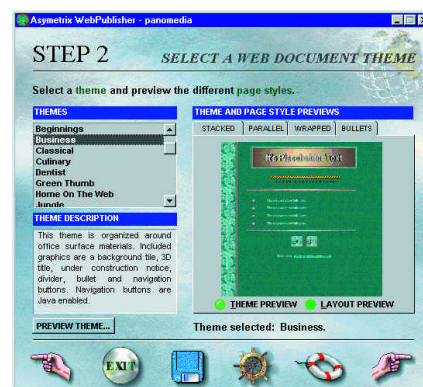 Asymetrix WebPublisher - panomedia
STEP 2
SELECT A WEB DOCUMENT THEME
Select a theme and preview the different page styles.
THEMES
Beginnings
Business
Classical
Culinary
Dentist
Green Thumb
Home On The Web
Jungle
THEME DESCRIPTION
This theme is organized around
office surface materials. Included
graphics are a background tile, 3D
title, under construction notice,
divider, bullet and navigation
buttons. Navigation buttons are
Java enabled.
PREVIEW THEME...
THEME AND PAGE STYLE PREVIEWS
STACKED PARALLEL WRAPPED BULLETS
It's Placeholder Text
THEME PREVIEW LAYOUT PREVIEW
Theme selected: Business.
EXIT